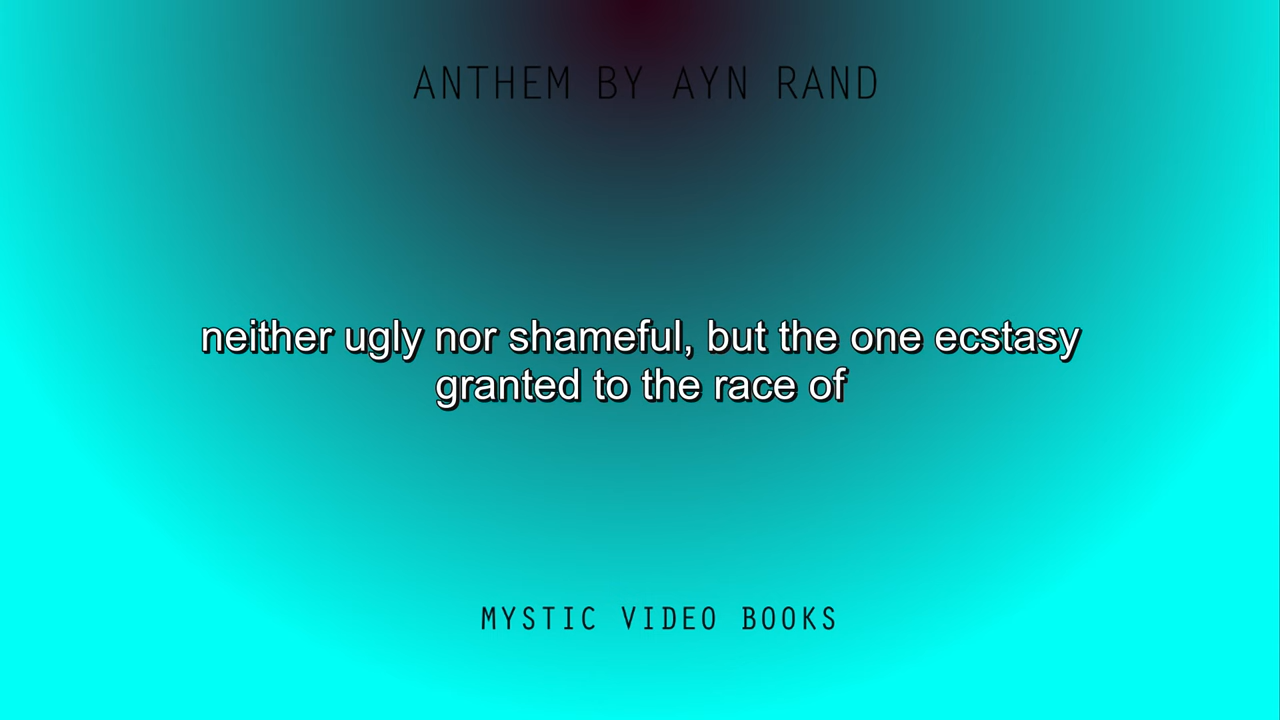 ANTHEM BY AYN RAND
neither ugly nor shameful, but the one ecstasy
granted to the race of
MYSTIC VIDEO BOOKS